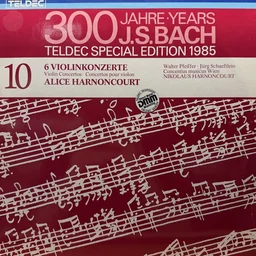 TELDEC
300 JAHRE·YEARS
J.S. BACH
TELDEC SPECIAL EDITION 1985
10
6 VIOLINKONZERTE
Violin Concertos · Concertos pour violon
ALICE HARNONCOURT
Walter Pfeiffer · Jürg Schaeftlein
Concentus musicus Wien
NIKOLAUS HARNONCOURT
DMM